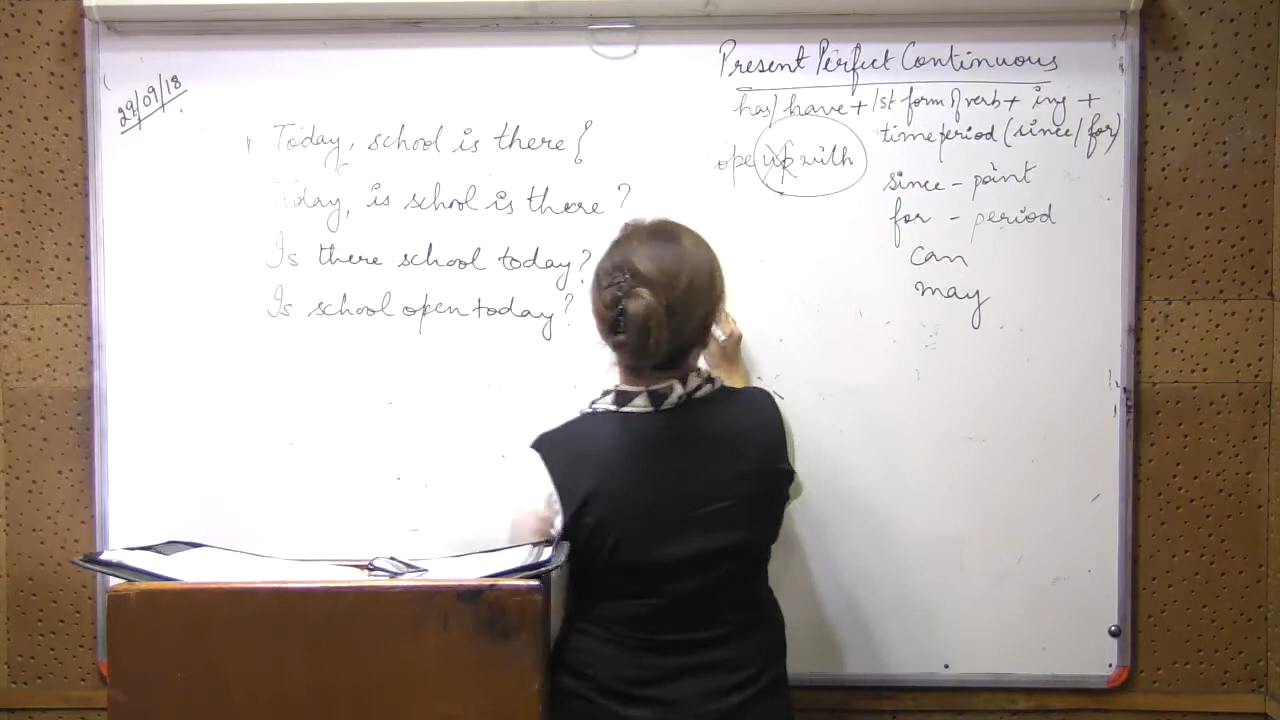 29/09/18
Today, school is there?
Today, is school is there?
Is there school today?
Is school open today?
Present Perfect Continuous
has/have + 1st form of verb + ing +
time period (since/for)
ope up with
since - point
for - period
can
may